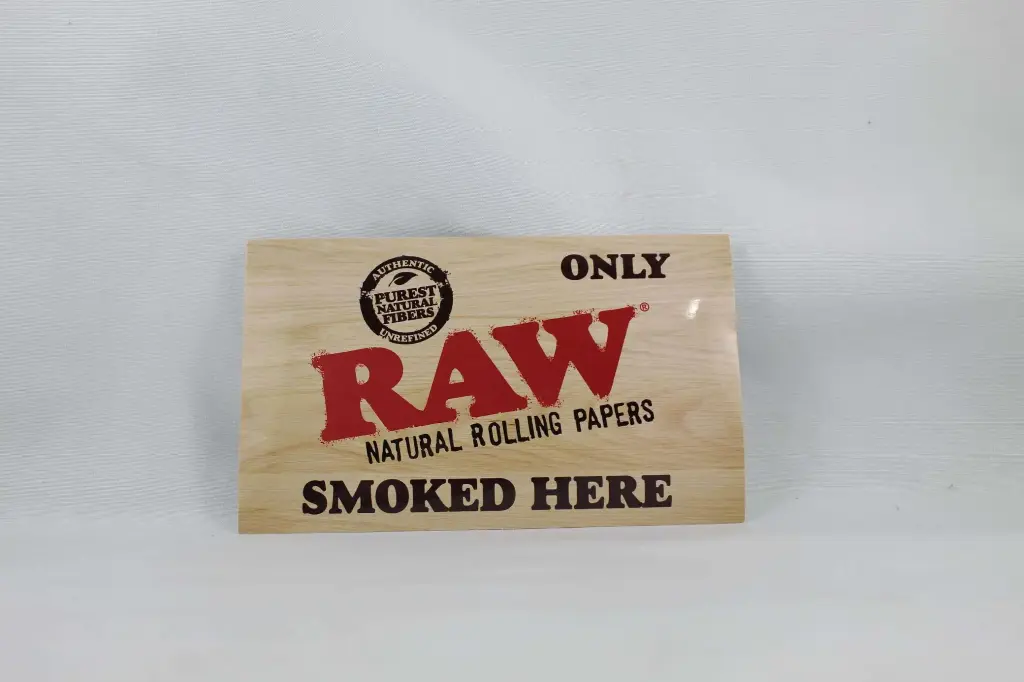 ONLY
AUTHENTIC
PUREST
NATURAL
FIBERS
UNREFINED
RAW®
NATURAL ROLLING PAPERS
SMOKED HERE